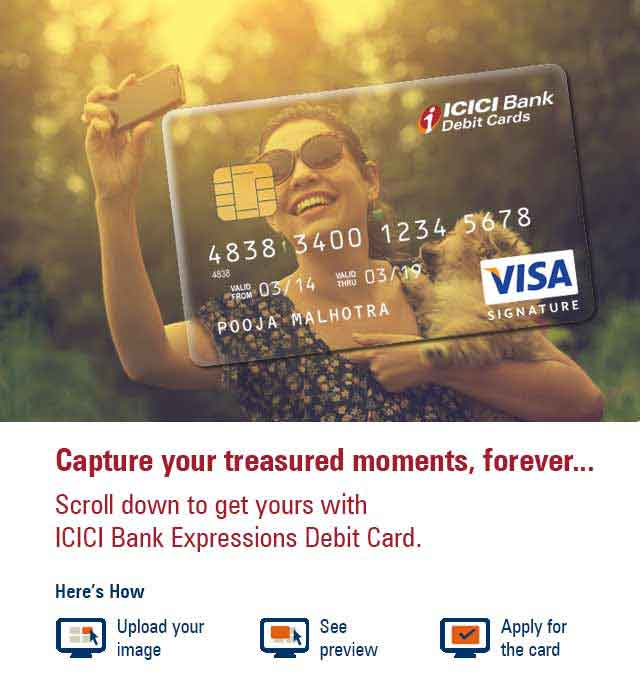 ICICI Bank
Debit Cards
4838 3400 1234 5678
4838
VALID FROM 03/14 VALID THRU 03/19
POOJA MALHOTRA
VISA
SIGNATURE
Capture your treasured moments, forever...
Scroll down to get yours with
ICICI Bank Expressions Debit Card.
Here's How
Upload your
image
See
preview
Apply for
the card